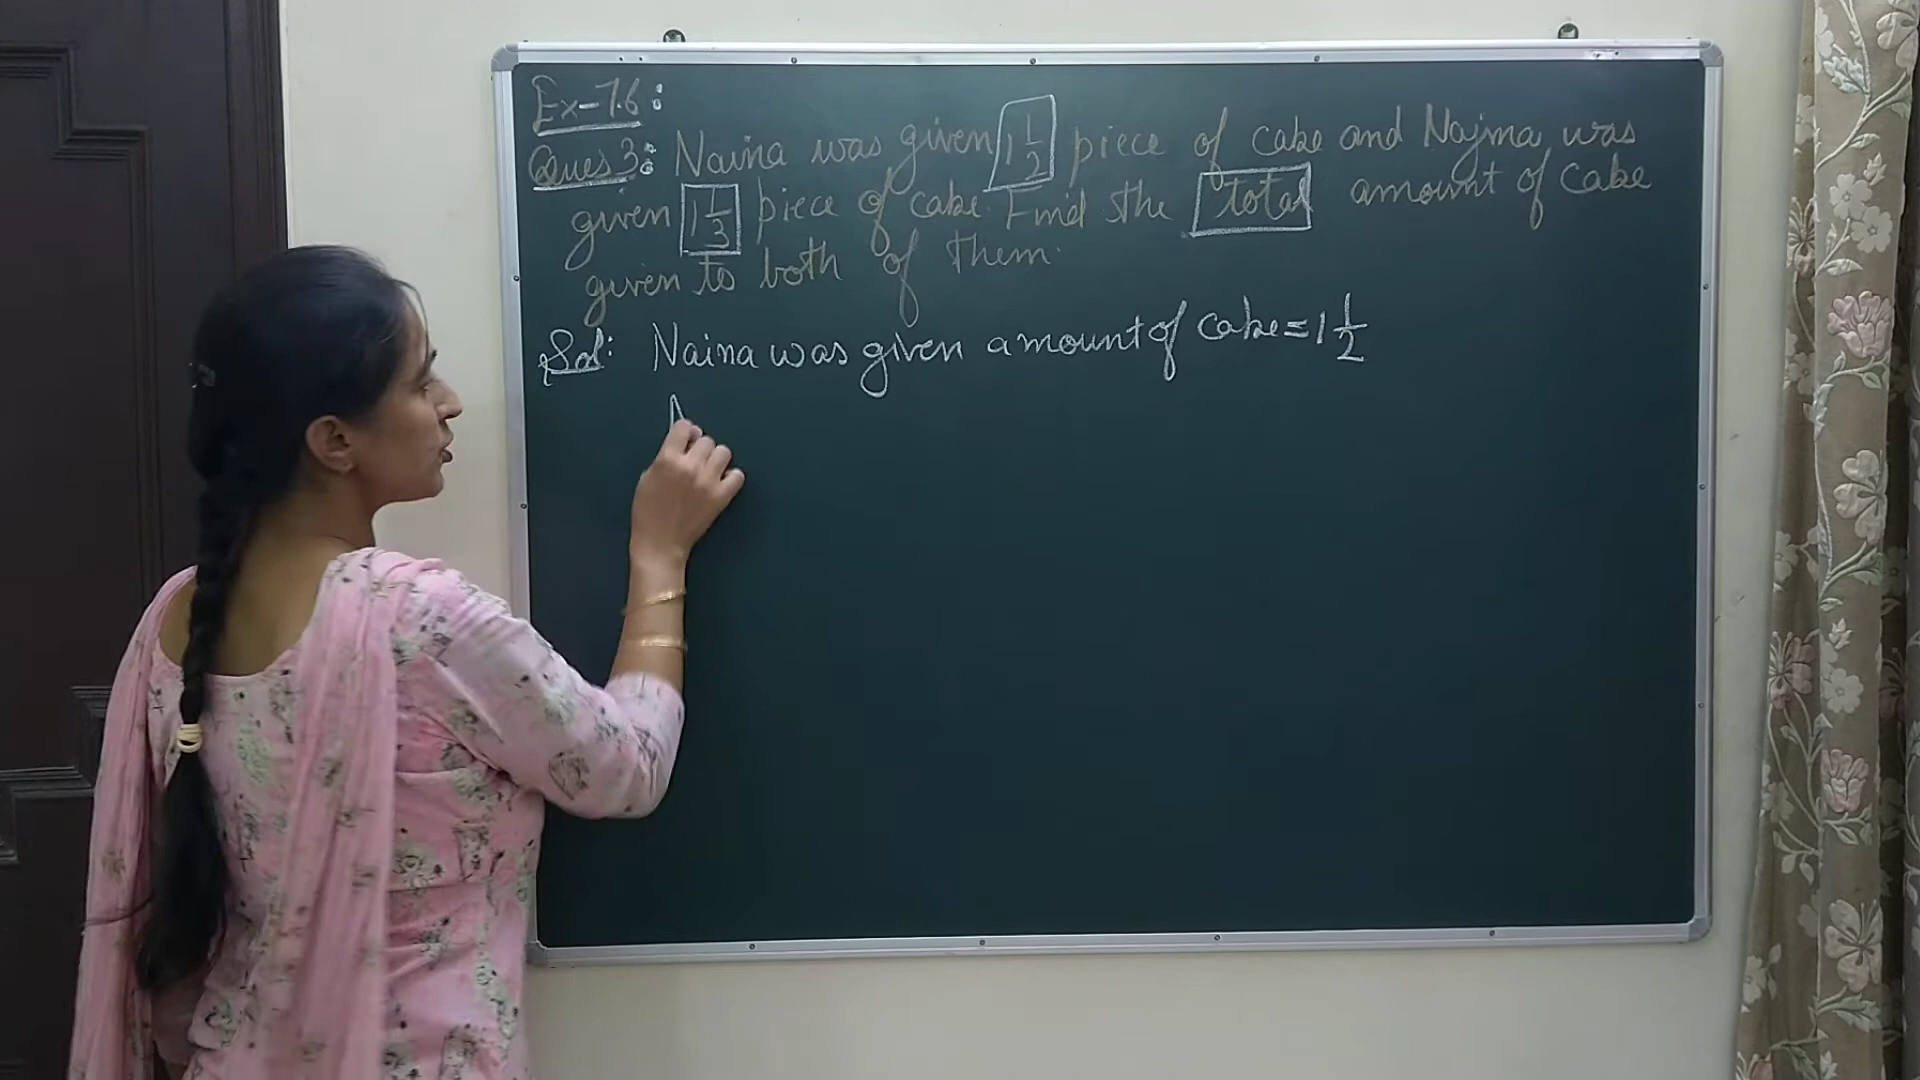 Ex-7.6:
Ques 3: Naina was given 1 1/2 piece of cake and Najma was
given 1 1/3 piece of cake. Find the total amount of cake
given to both of them.
Sol: Naina was given amount of cake = 1 1/2
N